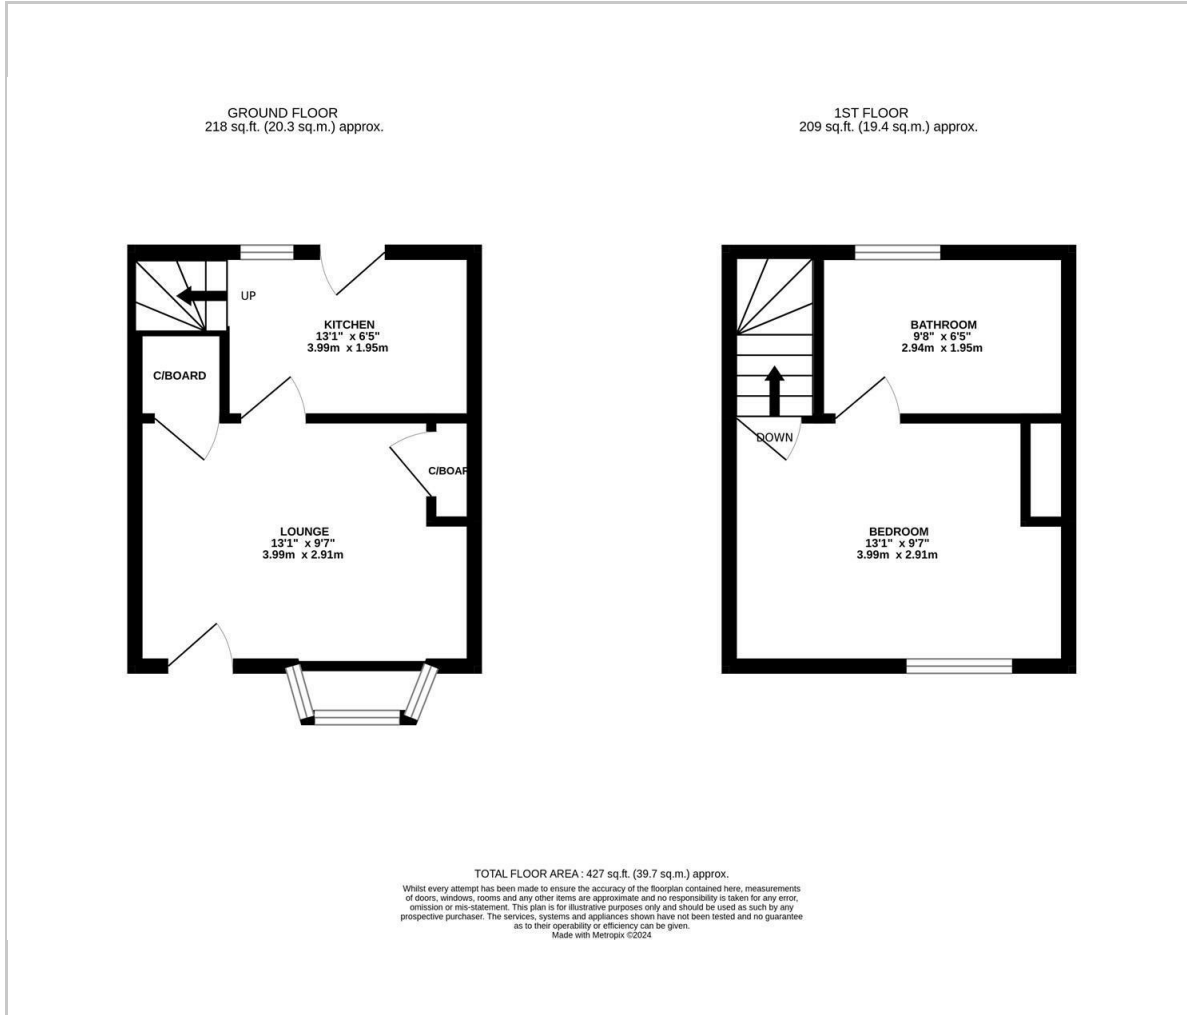 GROUND FLOOR
218 sq.ft. (20.3 sq.m.) approx.
1ST FLOOR
209 sq.ft. (19.4 sq.m.) approx.
UP
KITCHEN
13'1" x 6'5"
3.99m x 1.95m
C/BOARD
C/BOAR
LOUNGE
13'1" x 9'7"
3.99m x 2.91m
BATHROOM
9'8" x 6'5"
2.94m x 1.95m
DOWN
BEDROOM
13'1" x 9'7"
3.99m x 2.91m
TOTAL FLOOR AREA : 427 sq.ft. (39.7 sq.m.) approx.
Whilst every attempt has been made to ensure the accuracy of the floorplan contained here, measurements
of doors, windows, rooms and any other items are approximate and no responsibility is taken for any error,
omission or mis-statement. This plan is for illustrative purposes only and should be used as such by any
prospective purchaser. The services, systems and appliances shown have not been tested and no guarantee
as to their operability or efficiency can be given.
Made with Metropix ©2024